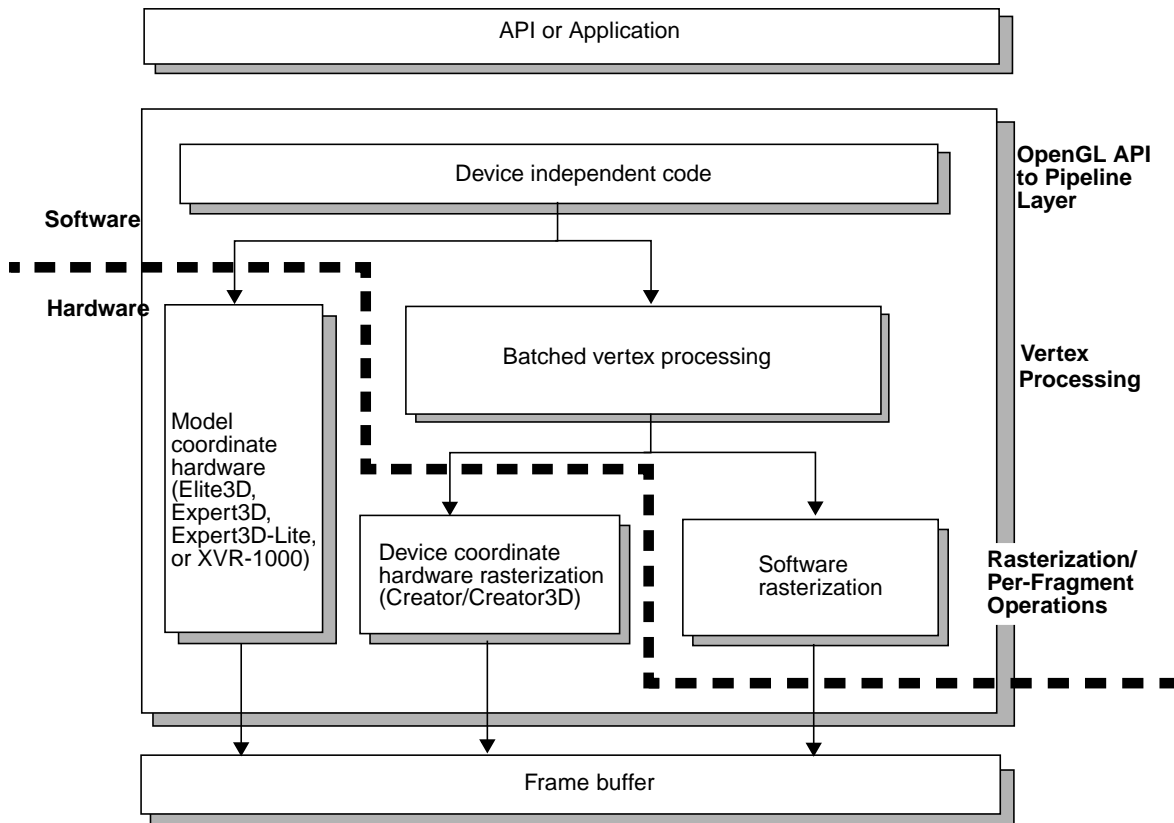 API or Application
Device independent code
OpenGL API
to Pipeline
Layer
Software
Hardware
Batched vertex processing
Vertex
Processing
Model
coordinate
hardware
(Elite3D,
Expert3D,
Expert3D-Lite,
or XVR-1000)
Device coordinate
hardware rasterization
(Creator/Creator3D)
Software
rasterization
Rasterization/
Per-Fragment
Operations
Frame buffer